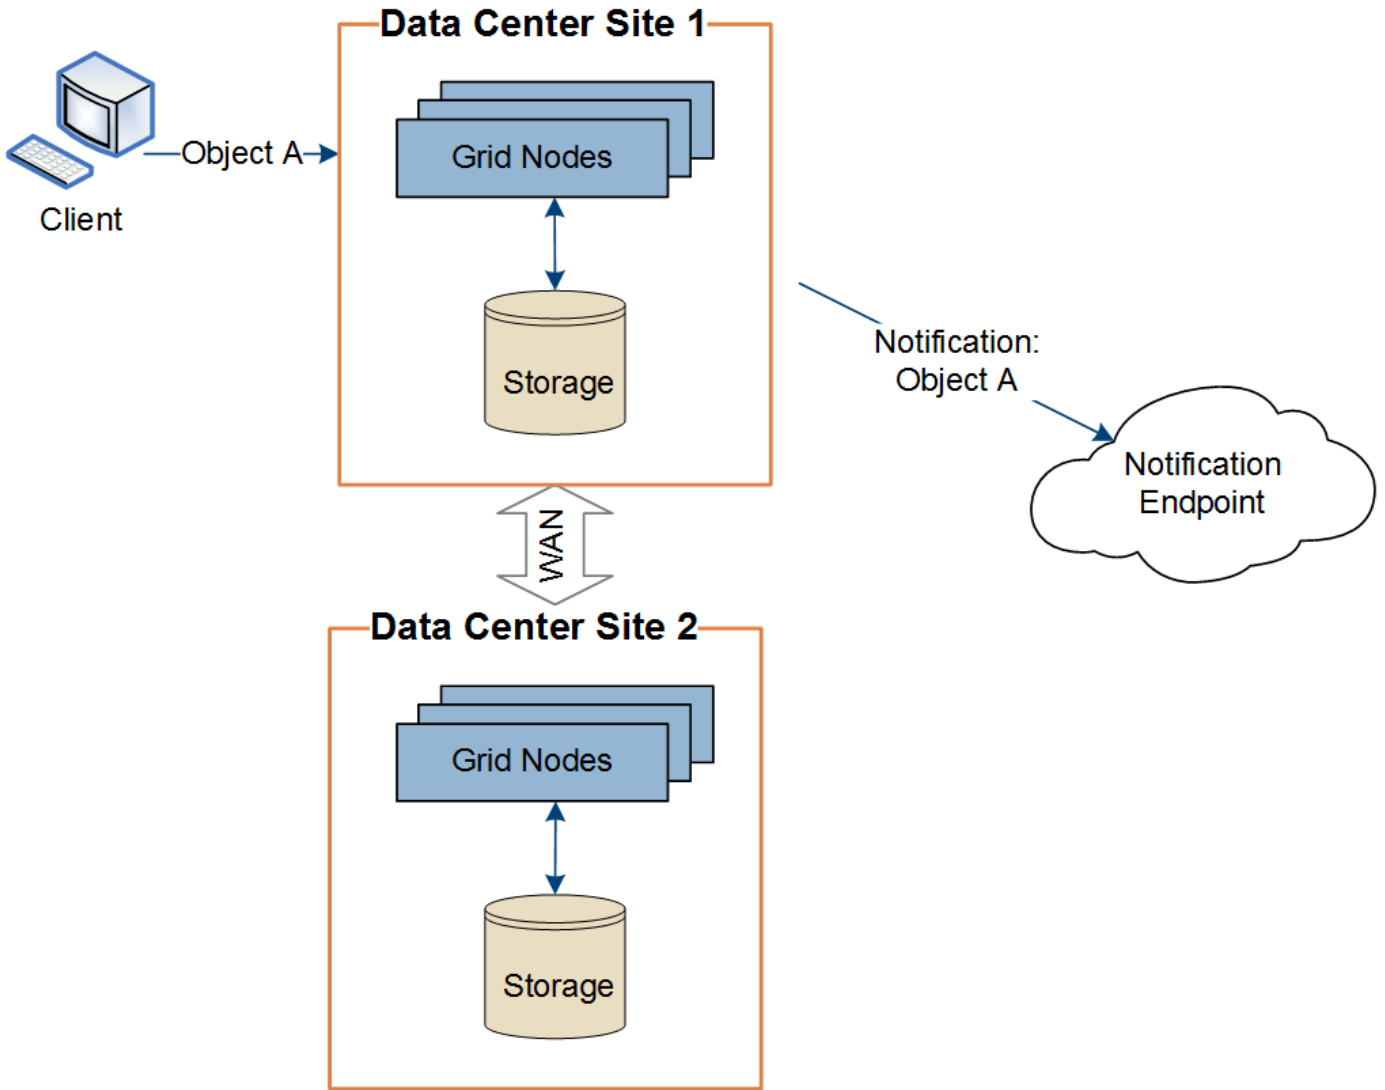 Data Center Site 1
Object A
Client
Grid Nodes
Storage
Notification:
Object A
Notification
Endpoint
WAN
Data Center Site 2
Grid Nodes
Storage